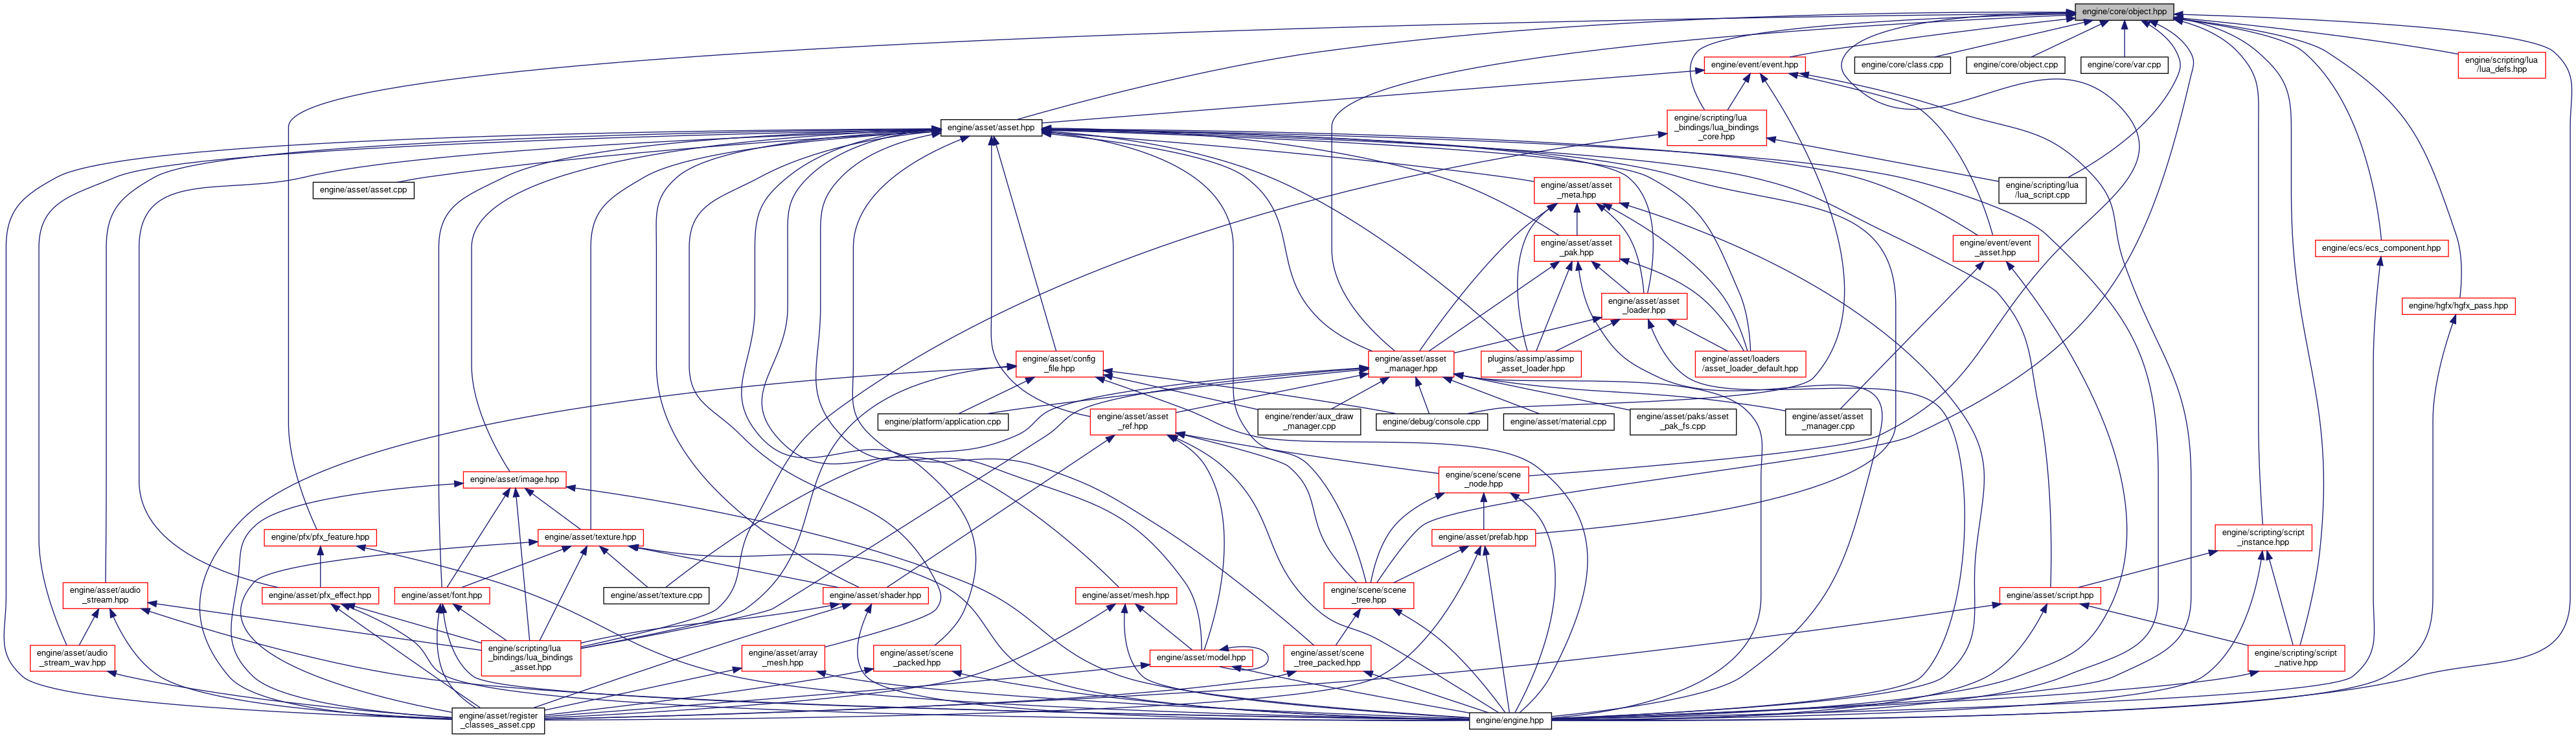 engine/core/object.hpp
engine/event/event.hpp
engine/core/class.cpp
engine/core/object.cpp
engine/core/var.cpp
engine/scripting/lua
/lua_defs.hpp
engine/asset/asset.hpp
engine/scripting/lua
_bindings/lua_bindings
_core.hpp
engine/asset/asset.cpp
engine/asset/asset
_meta.hpp
engine/scripting/lua
/lua_script.cpp
engine/asset/asset
_pak.hpp
engine/event/event
_asset.hpp
engine/ecs/ecs_component.hpp
engine/asset/asset
_loader.hpp
engine/hgfx/hgfx_pass.hpp
engine/asset/config
_file.hpp
engine/asset/asset
_manager.hpp
plugins/assimp/assimp
_asset_loader.hpp
engine/asset/loaders
/asset_loader_default.hpp
engine/platform/application.cpp
engine/asset/asset
_ref.hpp
engine/render/aux_draw
_manager.cpp
engine/debug/console.cpp
engine/asset/material.cpp
engine/asset/paks/asset
_pak_fs.cpp
engine/asset/asset
_manager.cpp
engine/asset/image.hpp
engine/scene/scene
_node.hpp
engine/pfx/pfx_feature.hpp
engine/asset/texture.hpp
engine/asset/prefab.hpp
engine/scripting/script
_instance.hpp
engine/asset/audio
_stream.hpp
engine/asset/pfx_effect.hpp
engine/asset/font.hpp
engine/asset/texture.cpp
engine/asset/shader.hpp
engine/asset/mesh.hpp
engine/scene/scene
_tree.hpp
engine/asset/script.hpp
engine/asset/audio
_stream_wav.hpp
engine/scripting/lua
_bindings/lua_bindings
_asset.hpp
engine/asset/array
_mesh.hpp
engine/asset/scene
_packed.hpp
engine/asset/model.hpp
engine/asset/scene
_tree_packed.hpp
engine/scripting/script
_native.hpp
engine/asset/register
_classes_asset.cpp
engine/engine.hpp